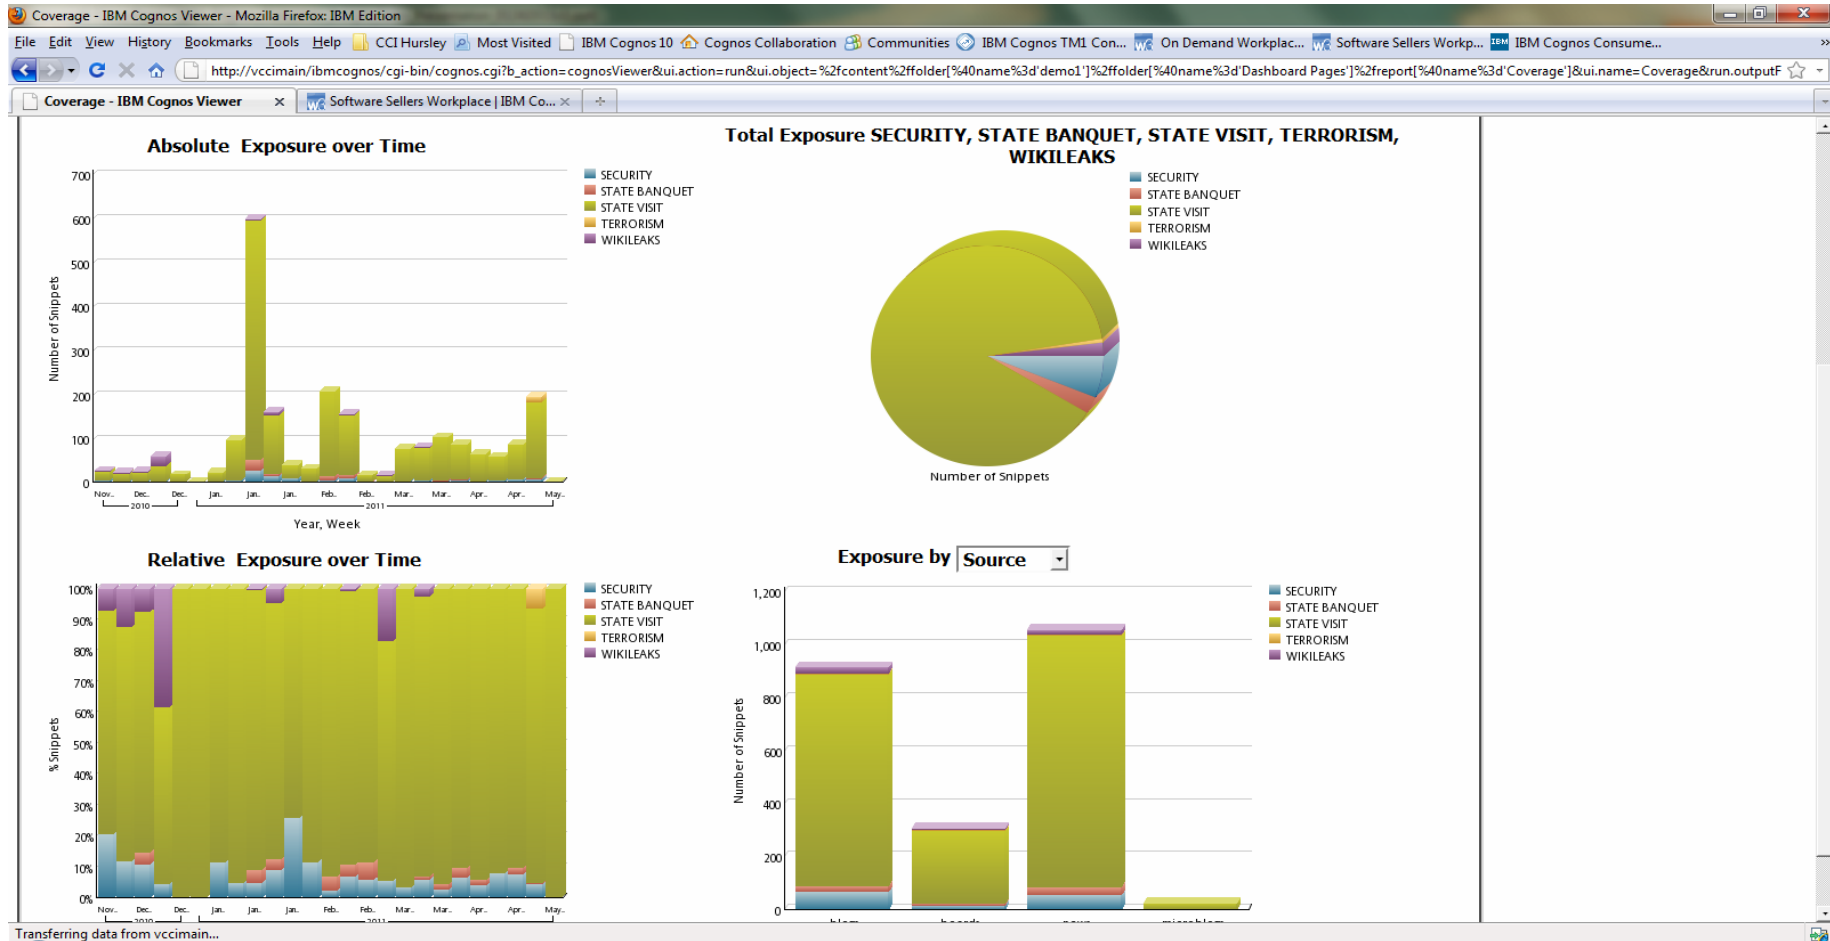 Coverage - IBM Cognos Viewer - Mozilla Firefox: IBM Edition
File Edit View History Bookmarks Tools Help CCI Hursley Most Visited IBM Cognos 10 Cognos Collaboration Communities IBM Cognos TM1 Con... On Demand Workplac... Software Sellers Workp... IBM Cognos Consume... »
http://vccimain/ibmcognos/cgi-bin/cognos.cgi?b_action=cognosViewer&ui.action=run&ui.object=%2fcontent%2ffolder[%40name%3d'demo1']%2ffolder[%40name%3d'Dashboard Pages']%2freport[%40name%3d'Coverage']&ui.name=Coverage&run.outputF
Coverage - IBM Cognos Viewer Software Sellers Workplace | IBM Co...
Absolute Exposure over Time
700
600
500
400
300
200
100
0
Number of Snippets
Nov.. Dec.. Dec.. Jan.. Jan.. Jan.. Feb.. Feb.. Mar.. Mar.. Apr.. Apr.. May..
2010 2011
Year, Week
SECURITY
STATE BANQUET
STATE VISIT
TERRORISM
WIKILEAKS
Total Exposure SECURITY, STATE BANQUET, STATE VISIT, TERRORISM,
WIKILEAKS
SECURITY
STATE BANQUET
STATE VISIT
TERRORISM
WIKILEAKS
Number of Snippets
Relative Exposure over Time
100%
90%
80%
70%
60%
50%
40%
30%
20%
10%
0%
% Snippets
Nov.. Dec.. Dec.. Jan.. Jan.. Jan.. Feb.. Feb.. Mar.. Mar.. Apr.. Apr.. May..
2010 2011
SECURITY
STATE BANQUET
STATE VISIT
TERRORISM
WIKILEAKS
Exposure by Source
1,200
1,000
800
600
400
200
0
Number of Snippets
SECURITY
STATE BANQUET
STATE VISIT
TERRORISM
WIKILEAKS
Transferring data from vccimain...